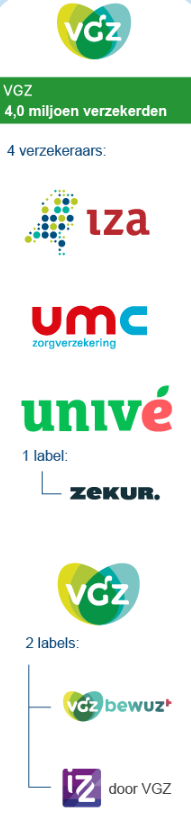 VGZ
VGZ
4,0 miljoen verzekerden
4 verzekeraars:
ıza
umc
zorgverzekering
univé
1 label:
zekur.
VGZ
2 labels:
VGZ bewuzt
iZ door VGZ